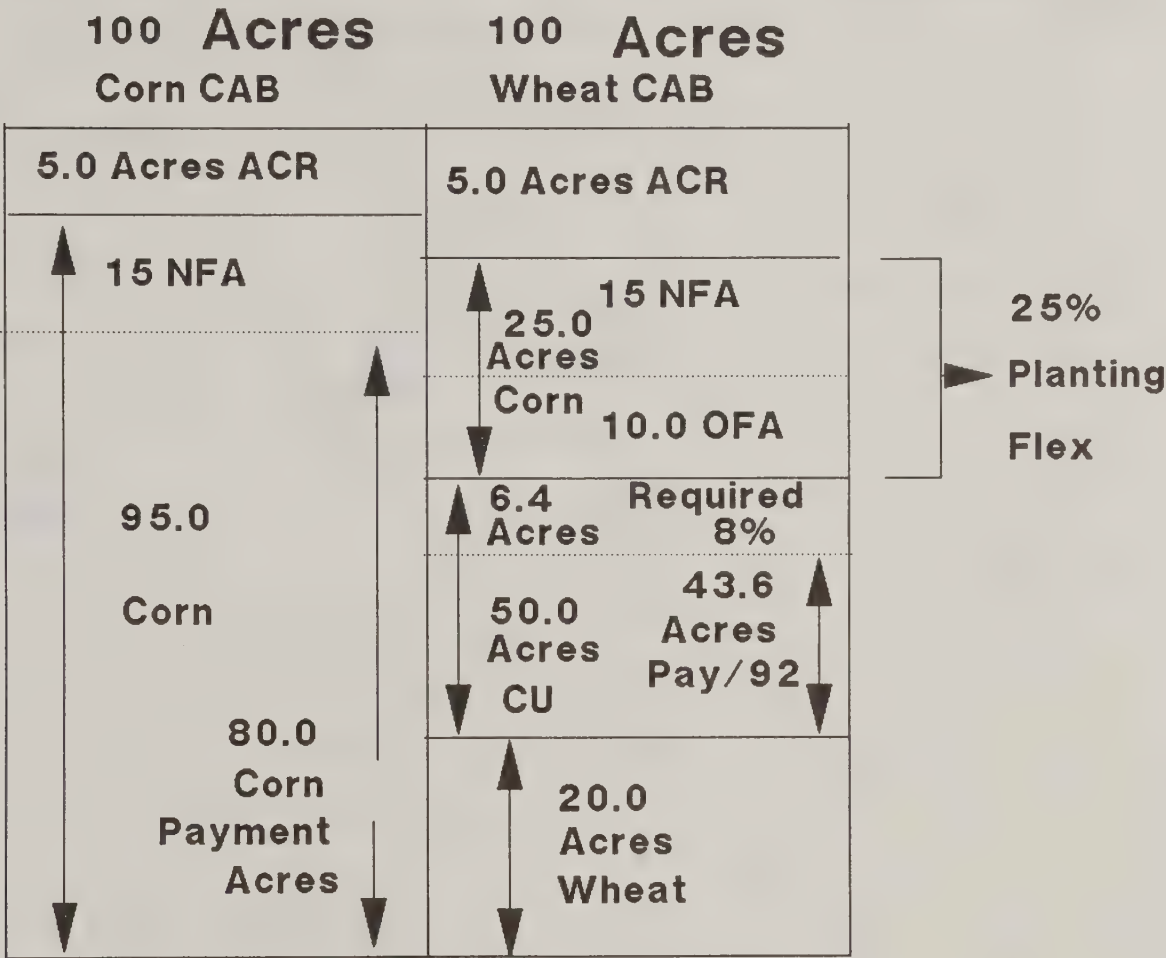 100 Acres
Corn CAB
100 Acres
Wheat CAB
5.0 Acres ACR
15 NFA
95.0
Corn
80.0
Corn
Payment
Acres
5.0 Acres ACR
15 NFA
25.0
Acres
Corn
10.0 OFA
25%
Planting
Flex
6.4
Acres
Required
8%
50.0
Acres
CU
43.6
Acres
Pay/92
20.0
Acres
Wheat